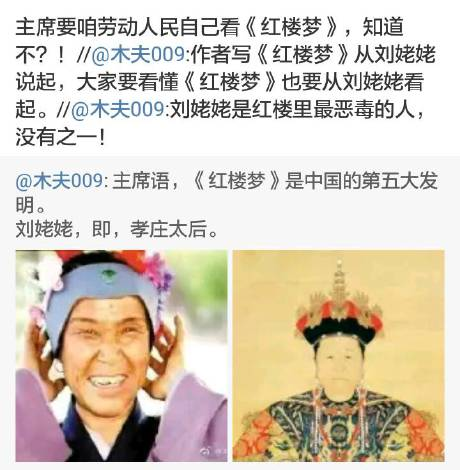 主席要咱劳动人民自己看《红楼梦》，知道
不？！//@木夫009:作者写《红楼梦》从刘姥姥
说起，大家要看懂《红楼梦》也要从刘姥姥看
起。//@木夫009:刘姥姥是红楼里最恶毒的人，
没有之一！
@木夫009: 主席语，《红楼梦》是中国的第五大发
明。
刘姥姥，即，孝庄太后。